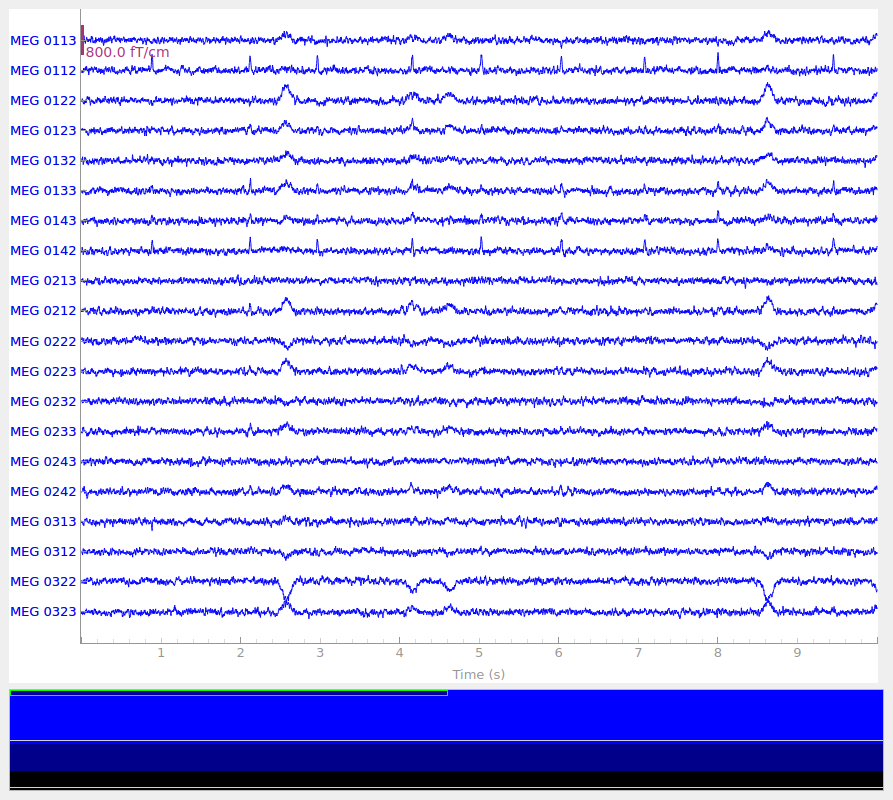 MEG 0113
800.0 fT/cm
MEG 0112
MEG 0122
MEG 0123
MEG 0132
MEG 0133
MEG 0143
MEG 0142
MEG 0213
MEG 0212
MEG 0222
MEG 0223
MEG 0232
MEG 0233
MEG 0243
MEG 0242
MEG 0313
MEG 0312
MEG 0322
MEG 0323
1 2 3 4 5 6 7 8 9
Time (s)